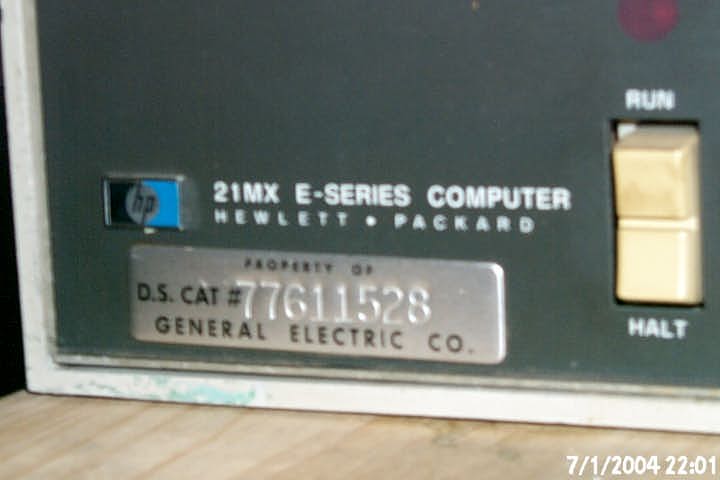 RUN
hp
21MX E-SERIES COMPUTER
HEWLETT • PACKARD
PROPERTY OF
D.S. CAT #77611528
GENERAL ELECTRIC CO.
HALT
7/1/2004 22:01